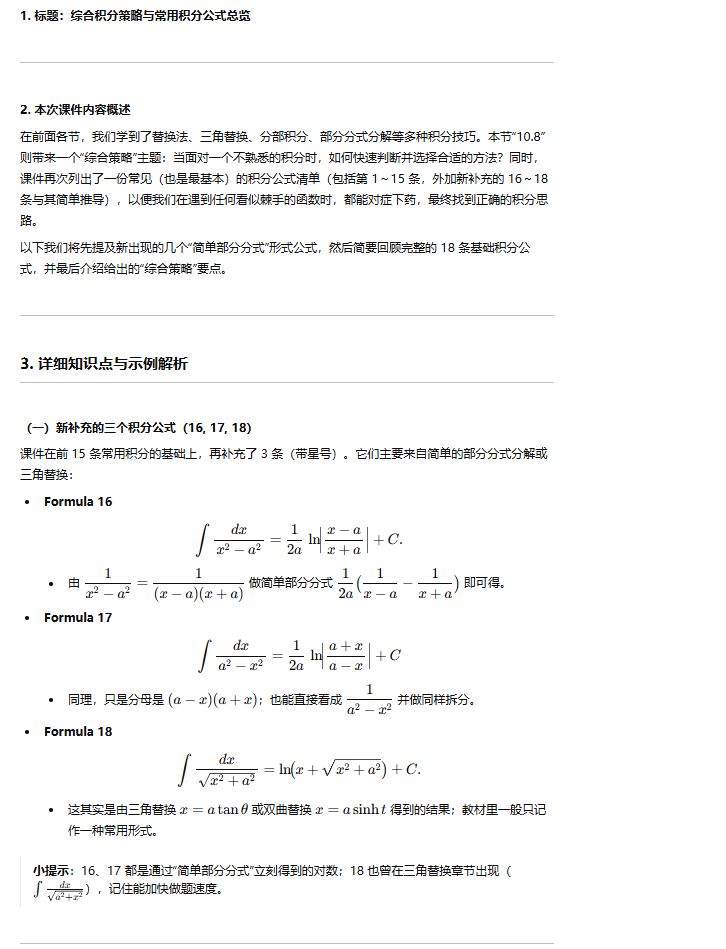 1. 标题：综合积分策略与常用积分公式总览
2. 本次课件内容概述
在前面各节，我们学到了替换法、三角替换、分部积分、部分分式分解等多种积分技巧。本节“10.8”
则带来一个“综合策略”主题：当面对一个不熟悉的积分时，如何快速判断并选择合适的方法？同时，
课件再次列出了一份常见（也是最基本）的积分公式清单（包括第 1～15 条，外加新补充的 16～18
条与其简单推导），以便我们在遇到任何看似棘手的函数时，都能对症下药，最终找到正确的积分思
路。
以下我们将先提及新出现的几个“简单部分分式”形式公式，然后简要回顾完整的 18 条基础积分公
式，并最后介绍给出的“综合策略”要点。
3. 详细知识点与示例解析
（一）新补充的三个积分公式（16, 17, 18）
课件在前 15 条常用积分的基础上，再补充了 3 条（带星号）。它们主要来自简单的部分分式分解或
三角替换：
• Formula 16
∫ dx/(x² − a²) = 1/(2a) ln|(x − a)/(x + a)| + C.
• 由 1/(x² − a²) = 1/((x − a)(x + a)) 做简单部分分式 1/(2a) (1/(x − a) − 1/(x + a)) 即可得。
• Formula 17
∫ dx/(a² − x²) = 1/(2a) ln|(a + x)/(a − x)| + C
• 同理，只是分母是 (a − x)(a + x)；也能直接看成 1/(a² − x²) 并做同样拆分。
• Formula 18
∫ dx/√(x² + a²) = ln(x + √(x² + a²)) + C.
• 这其实是由三角替换 x = a tan θ 或双曲替换 x = a sinh t 得到的结果；教材里一般只记
作一种常用形式。
小提示：16、17 都是通过“简单部分分式”立刻得到的对数；18 也曾在三角替换章节出现（
∫ dx/√(a²+x²)），记住能加快做题速度。